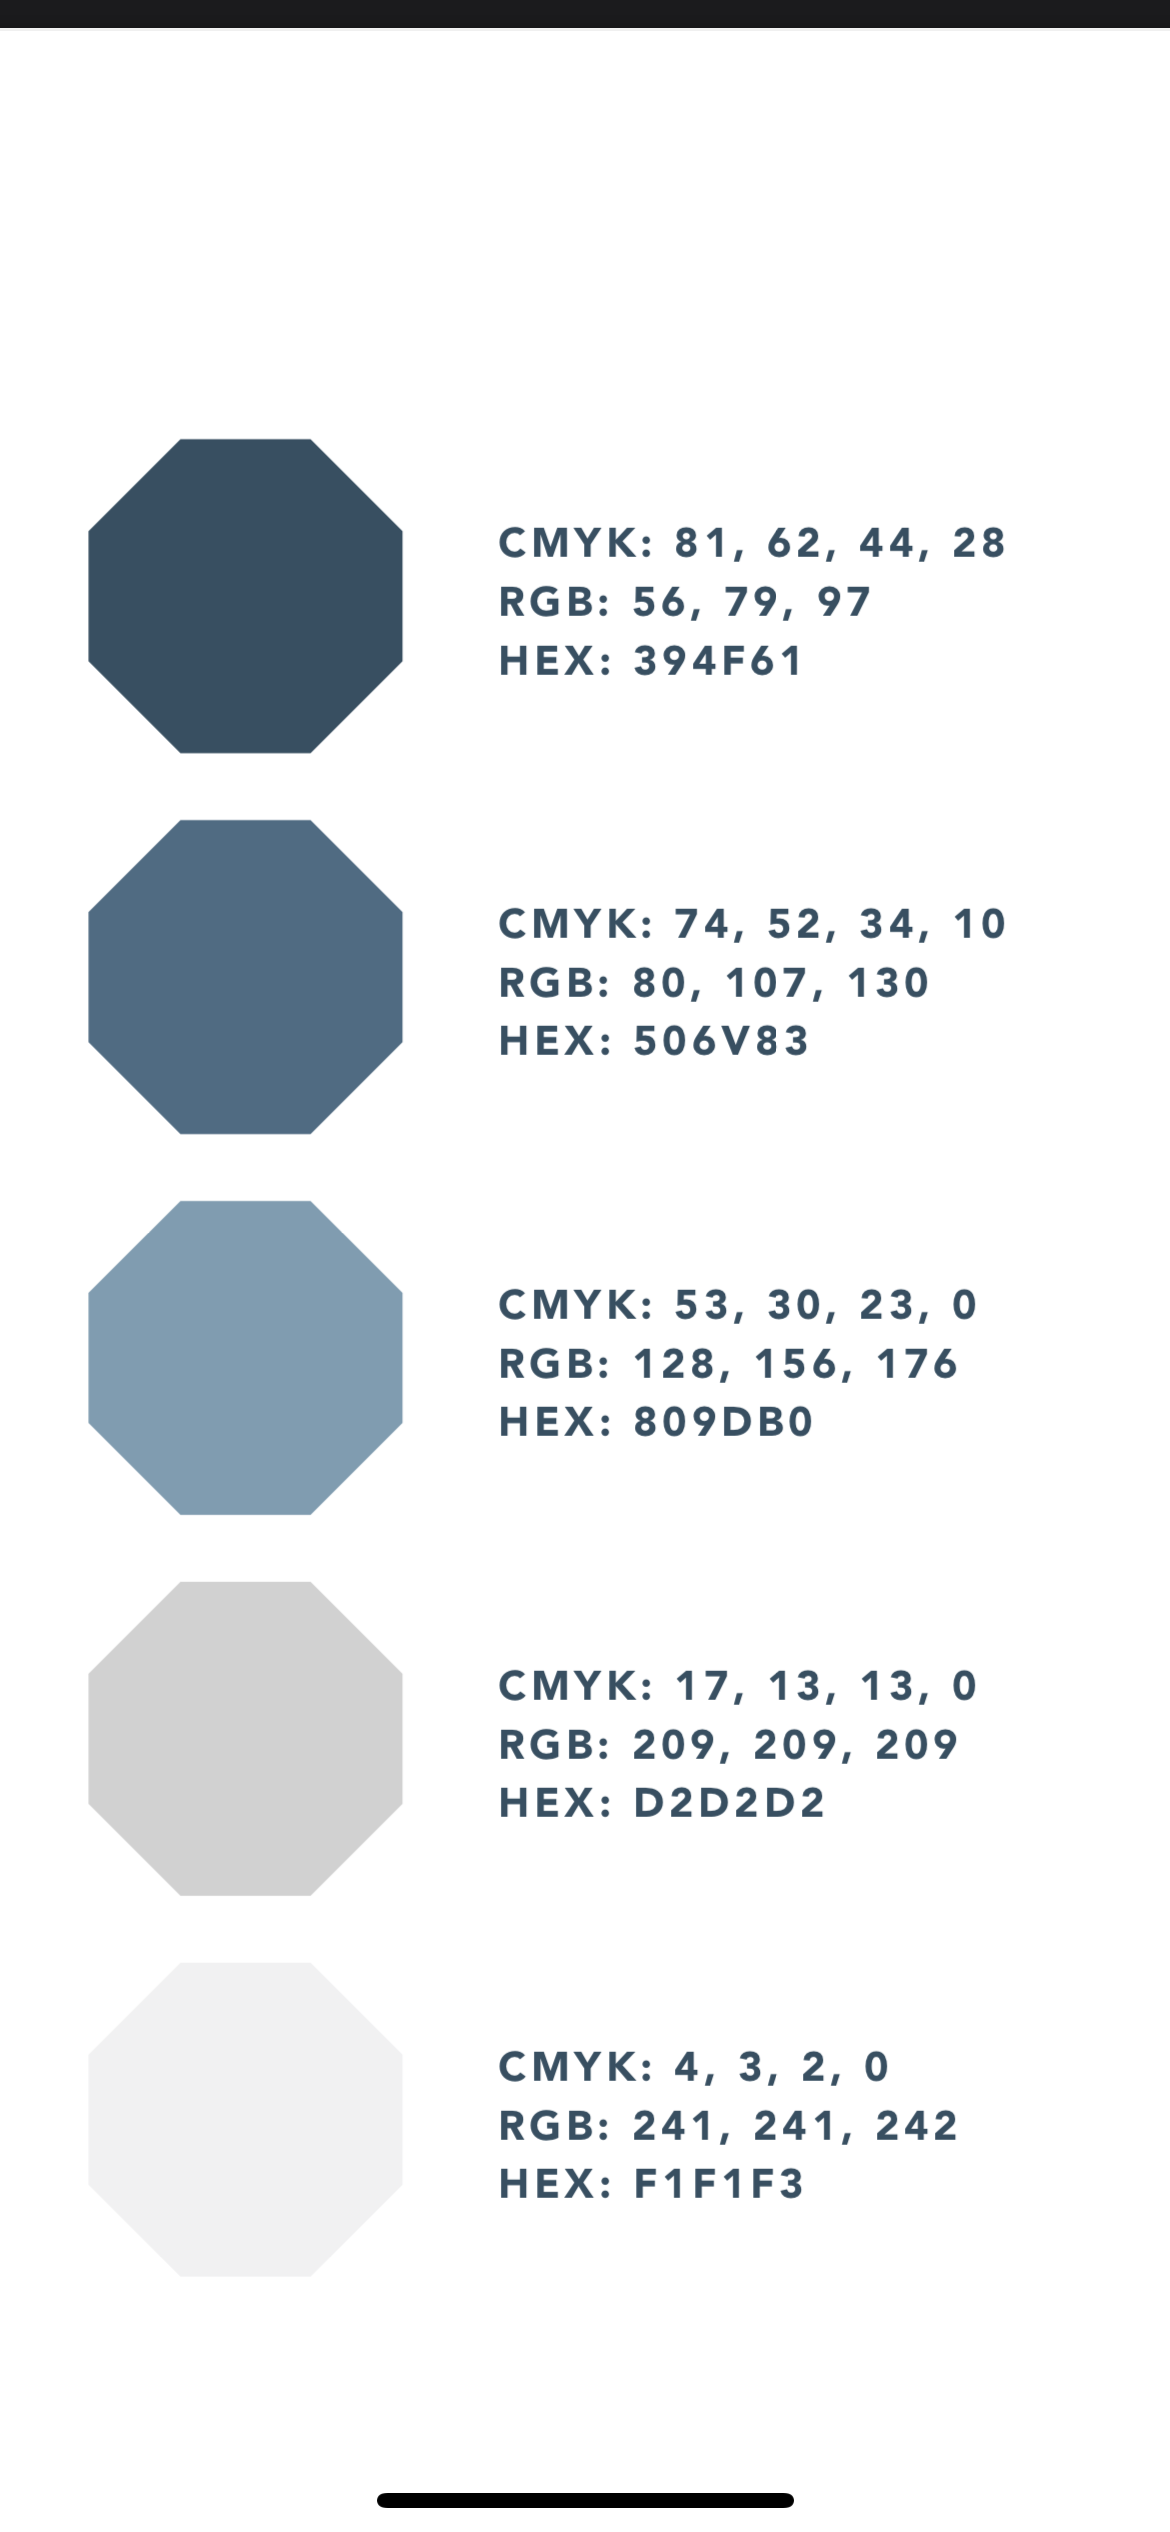 CMYK: 81, 62, 44, 28
RGB: 56, 79, 97
HEX: 394F61
CMYK: 74, 52, 34, 10
RGB: 80, 107, 130
HEX: 506V83
CMYK: 53, 30, 23, 0
RGB: 128, 156, 176
HEX: 809DB0
CMYK: 17, 13, 13, 0
RGB: 209, 209, 209
HEX: D2D2D2
CMYK: 4, 3, 2, 0
RGB: 241, 241, 242
HEX: F1F1F3